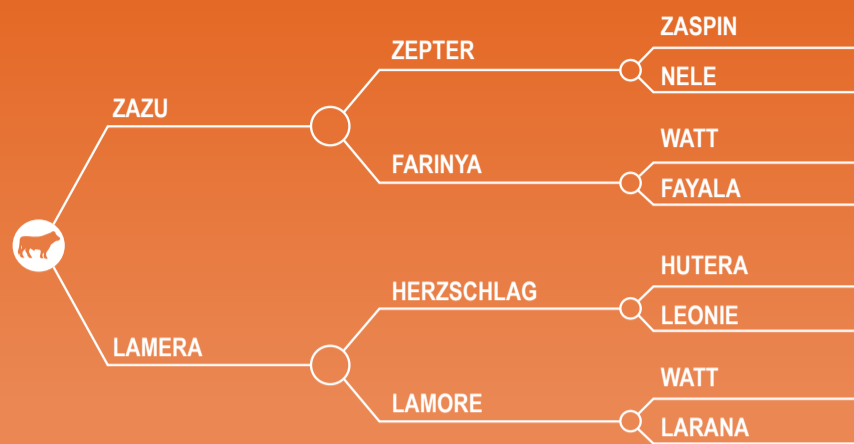 ZASPIN
ZEPTER
NELE
ZAZU
WATT
FARINYA
FAYALA
HUTERA
HERZSCHLAG
LEONIE
LAMERA
WATT
LAMORE
LARANA